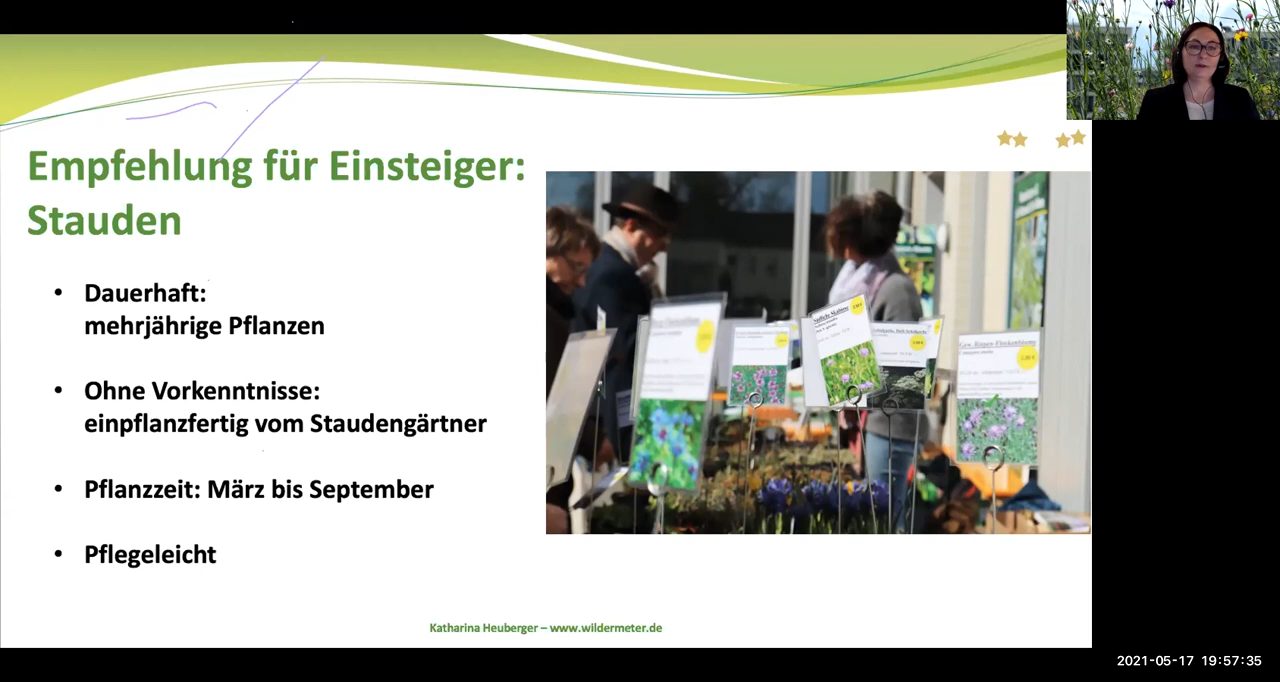 Empfehlung für Einsteiger:
Stauden
• Dauerhaft:
mehrjährige Pflanzen
• Ohne Vorkenntnisse:
einpflanzfertig vom Staudengärtner
• Pflanzzeit: März bis September
• Pflegeleicht
Katharina Heuberger – www.wildermeter.de
2021-05-17 19:57:35